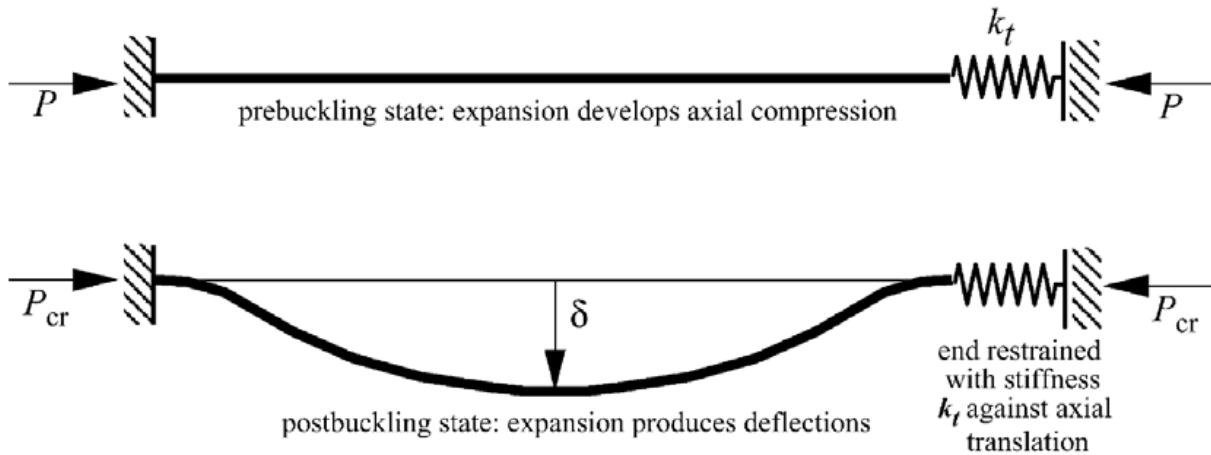 k_t
P
prebuckling state: expansion develops axial compression
P
P_cr
δ
P_cr
postbuckling state: expansion produces deflections
end restrained
with stiffness
k_t against axial
translation